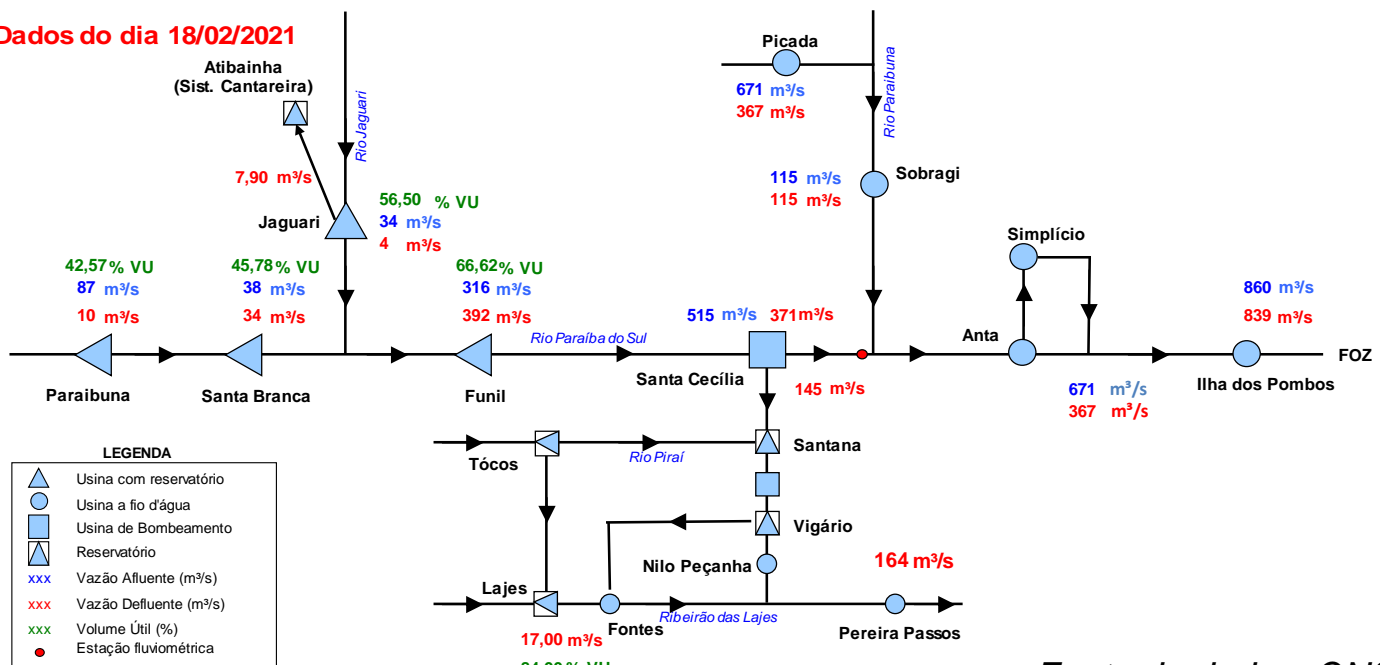 Dados do dia 18/02/2021
Atibainha
(Sist. Cantareira)
Rio Jaguari
7,90 m³/s
Jaguari
56,50 % VU
34 m³/s
4 m³/s
Picada
671 m³/s
367 m³/s
Rio Paraibuna
115 m³/s
115 m³/s
Sobragi
Simplício
42,57% VU
87 m³/s
10 m³/s
Paraibuna
45,78% VU
38 m³/s
34 m³/s
Santa Branca
66,62% VU
316 m³/s
392 m³/s
Funil
Rio Paraíba do Sul
515 m³/s 371m³/s
Santa Cecília
145 m³/s
Anta
671 m³/s
367 m³/s
860 m³/s
839 m³/s
Ilha dos Pombos
FOZ
Tócos
Rio Piraí
Santana
Vigário
Nilo Peçanha
164 m³/s
Lajes
Fontes
Ribeirão das Lajes
Pereira Passos
17,00 m³/s
LEGENDA
Usina com reservatório
Usina a fio d'água
Usina de Bombeamento
Reservatório
xxx Vazão Afluente (m³/s)
xxx Vazão Defluente (m³/s)
xxx Volume Útil (%)
Estação fluviométrica